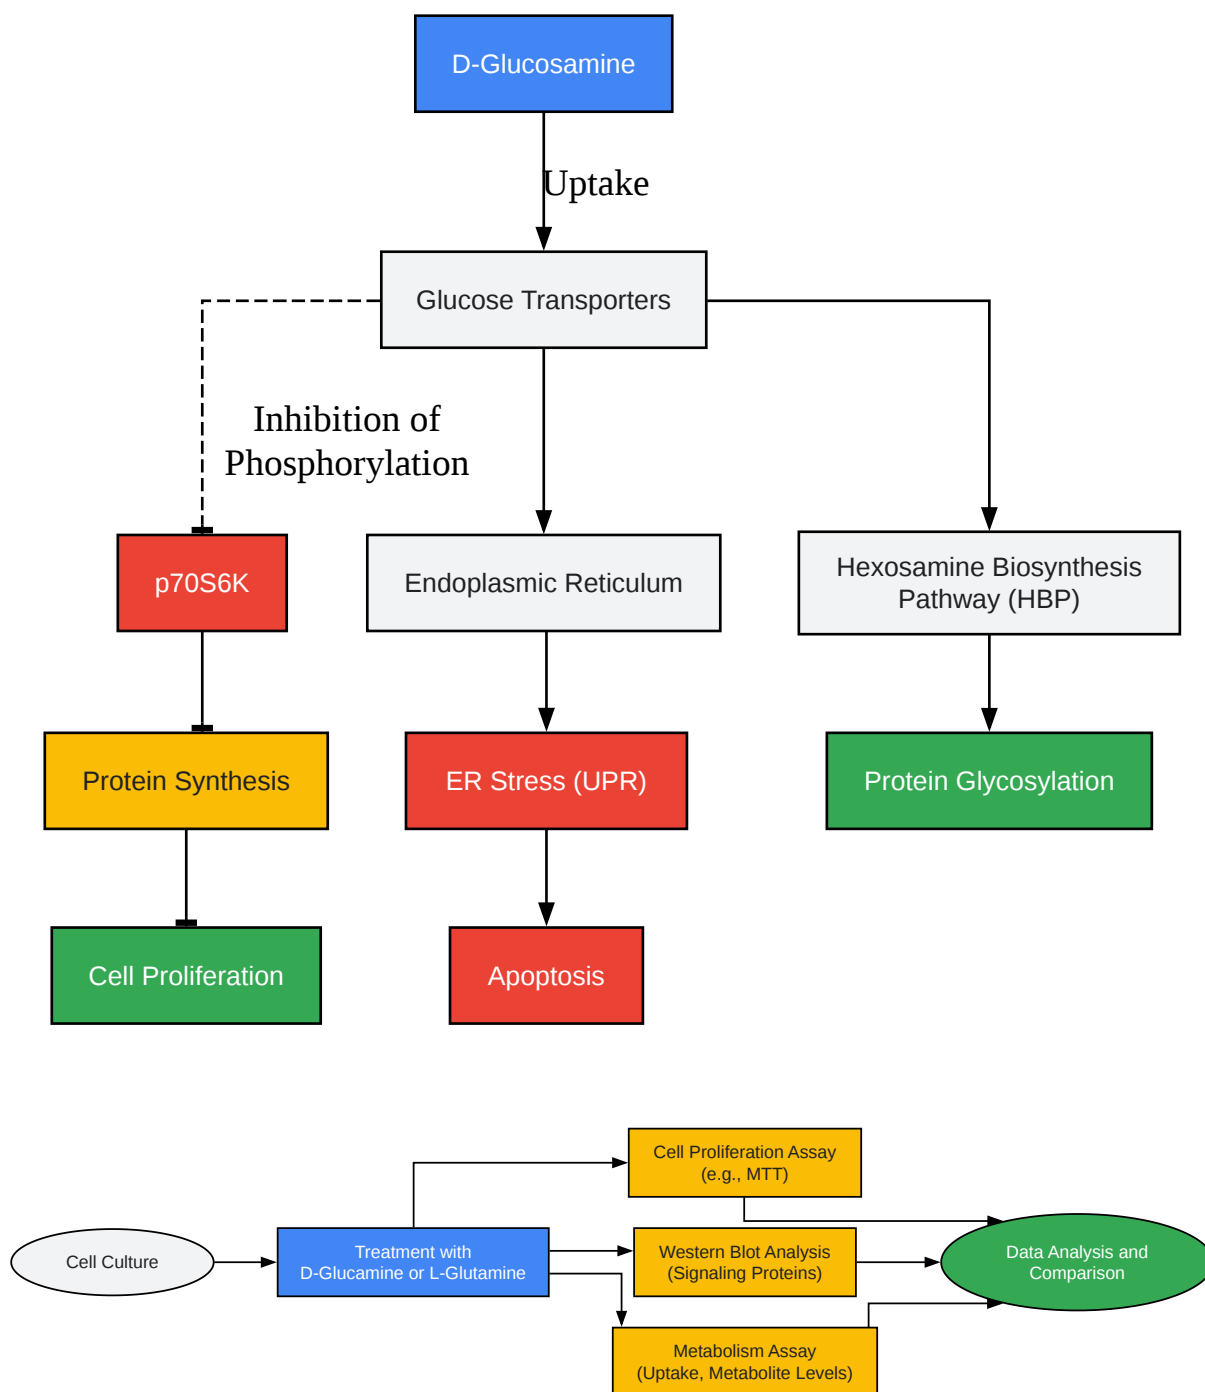 D-Glucosamine
Uptake
Glucose Transporters
Inhibition of
Phosphorylation
p70S6K
Endoplasmic Reticulum
Hexosamine Biosynthesis
Pathway (HBP)
Protein Synthesis
ER Stress (UPR)
Protein Glycosylation
Cell Proliferation
Apoptosis
Cell Culture
Treatment with
D-Glucamine or L-Glutamine
Cell Proliferation Assay
(e.g., MTT)
Western Blot Analysis
(Signaling Proteins)
Metabolism Assay
(Uptake, Metabolite Levels)
Data Analysis and
Comparison